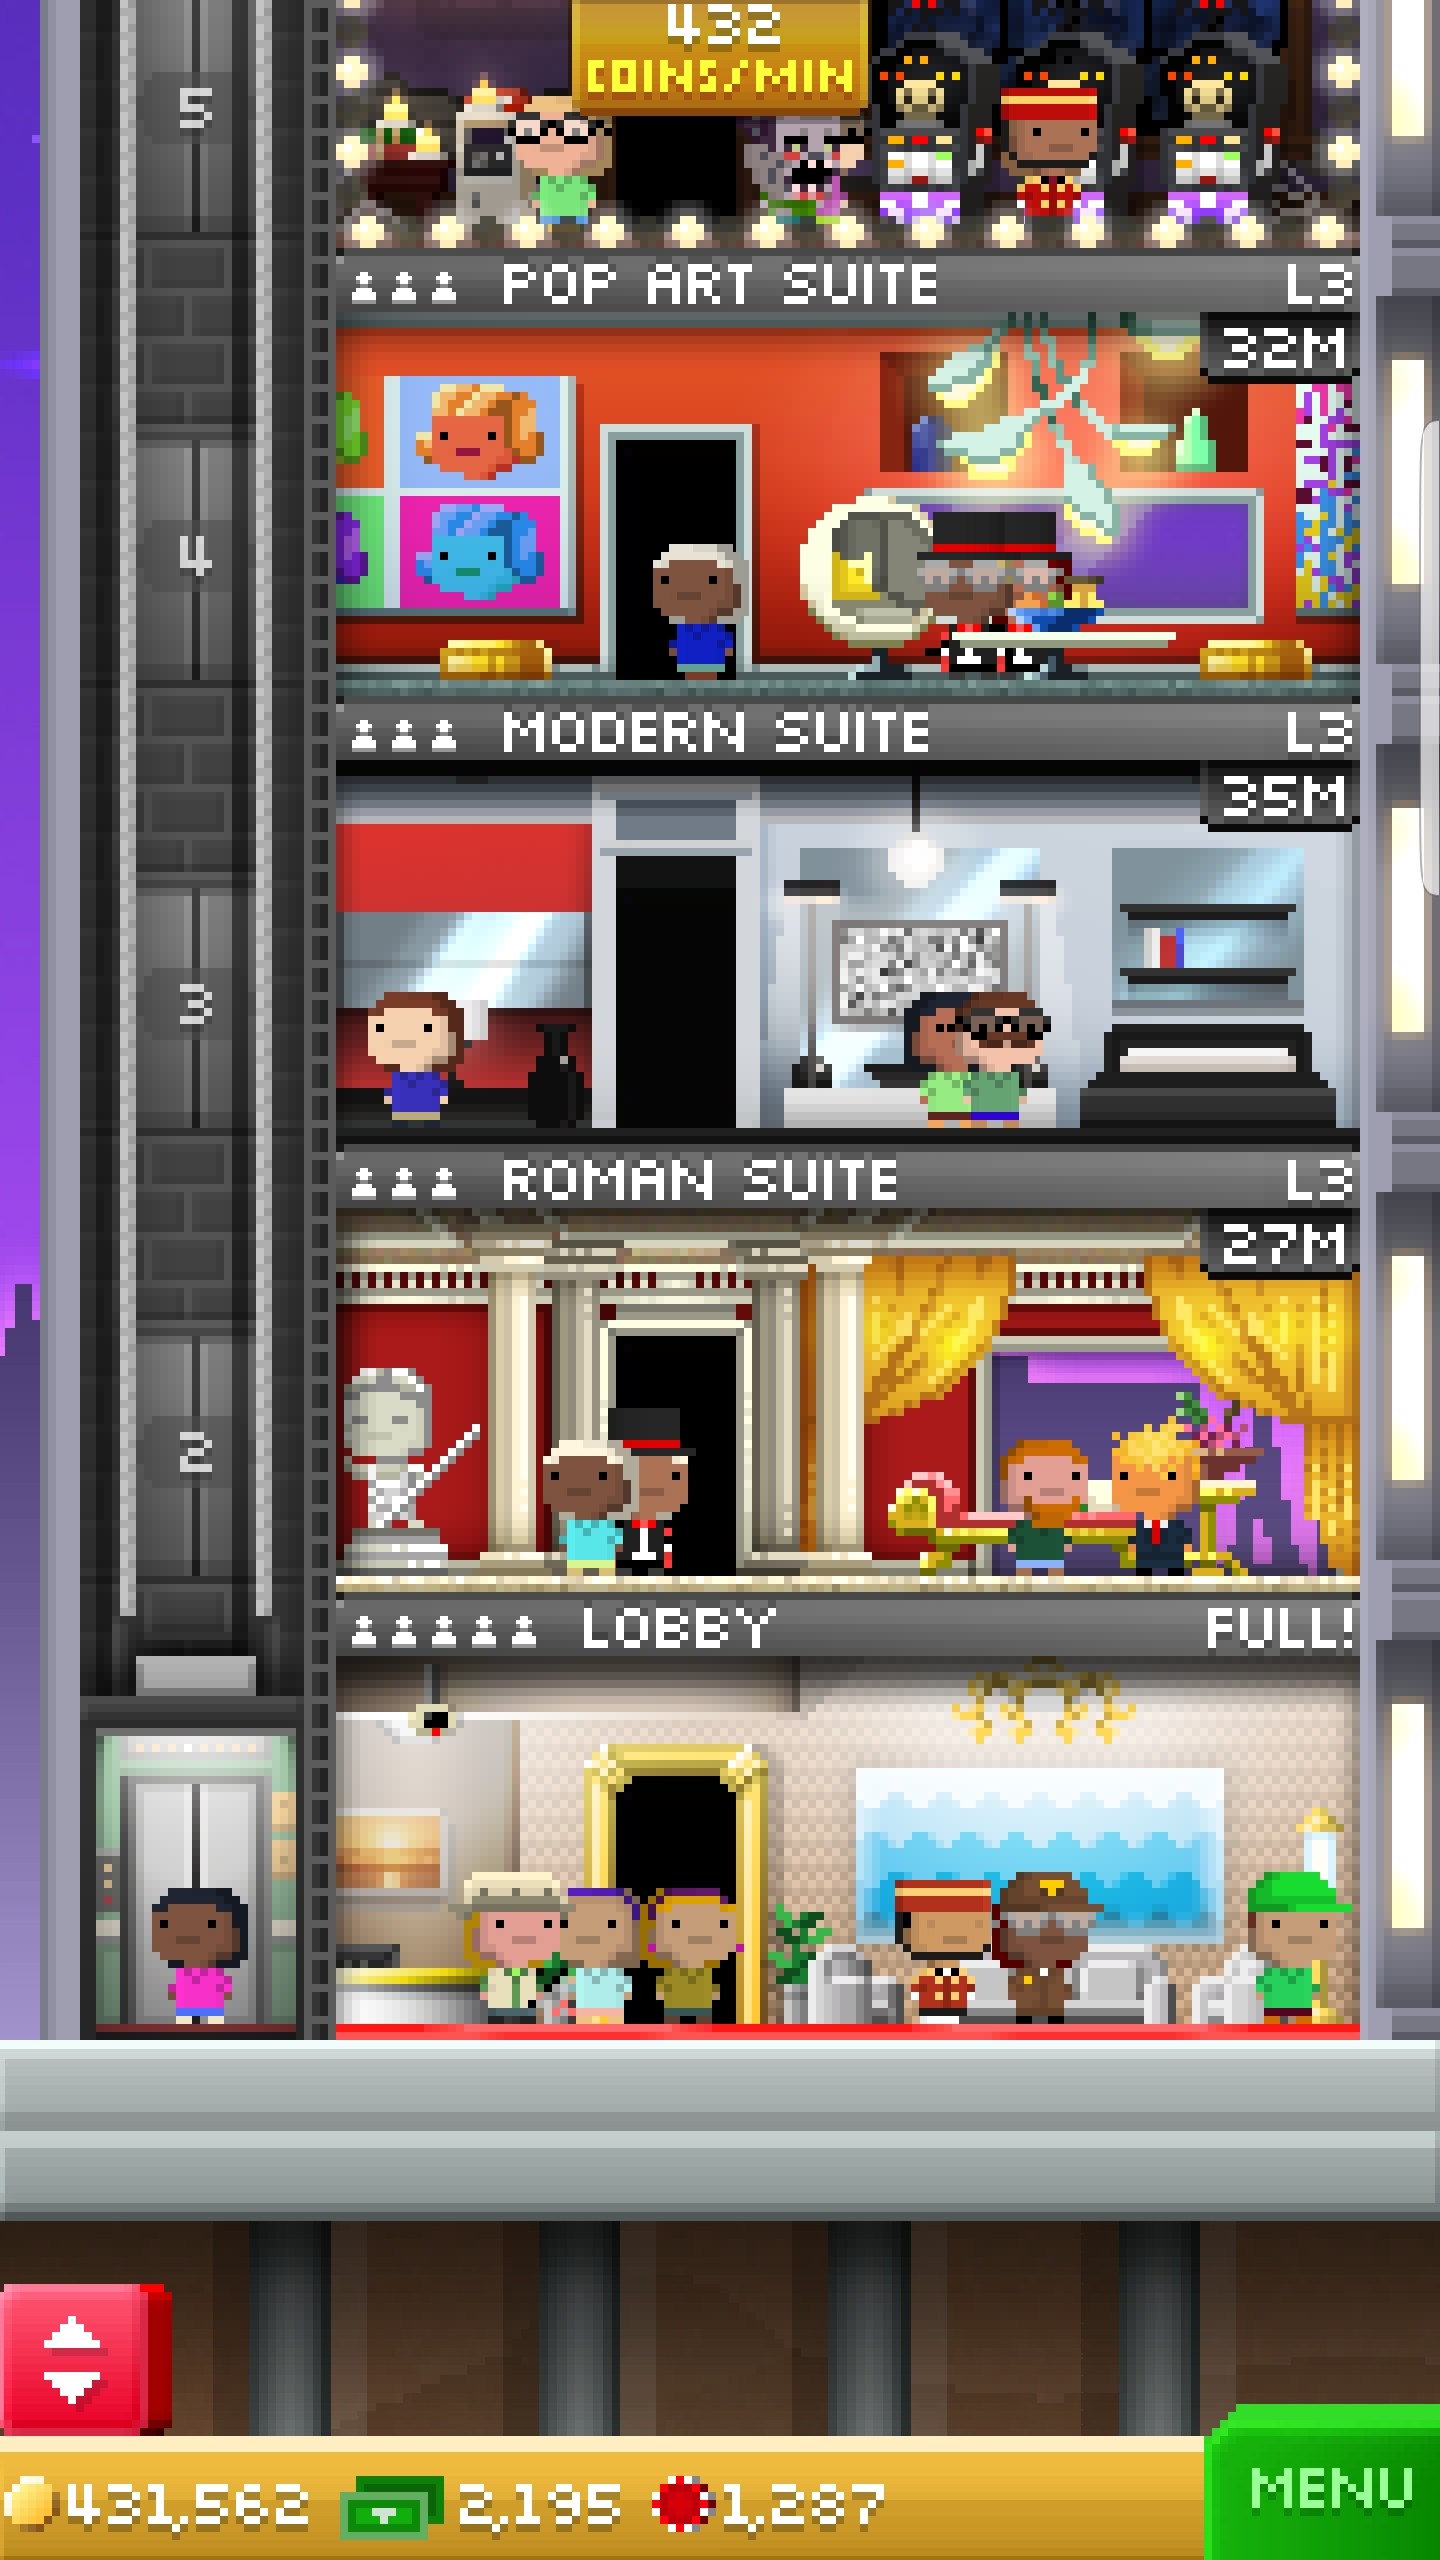 432
COINS/MIN
5
POP ART SUITE L3
32M
4
MODERN SUITE L3
35M
3
ROMAN SUITE L3
27M
2
LOBBY FULL!
431,562 2,195 1,287
MENU